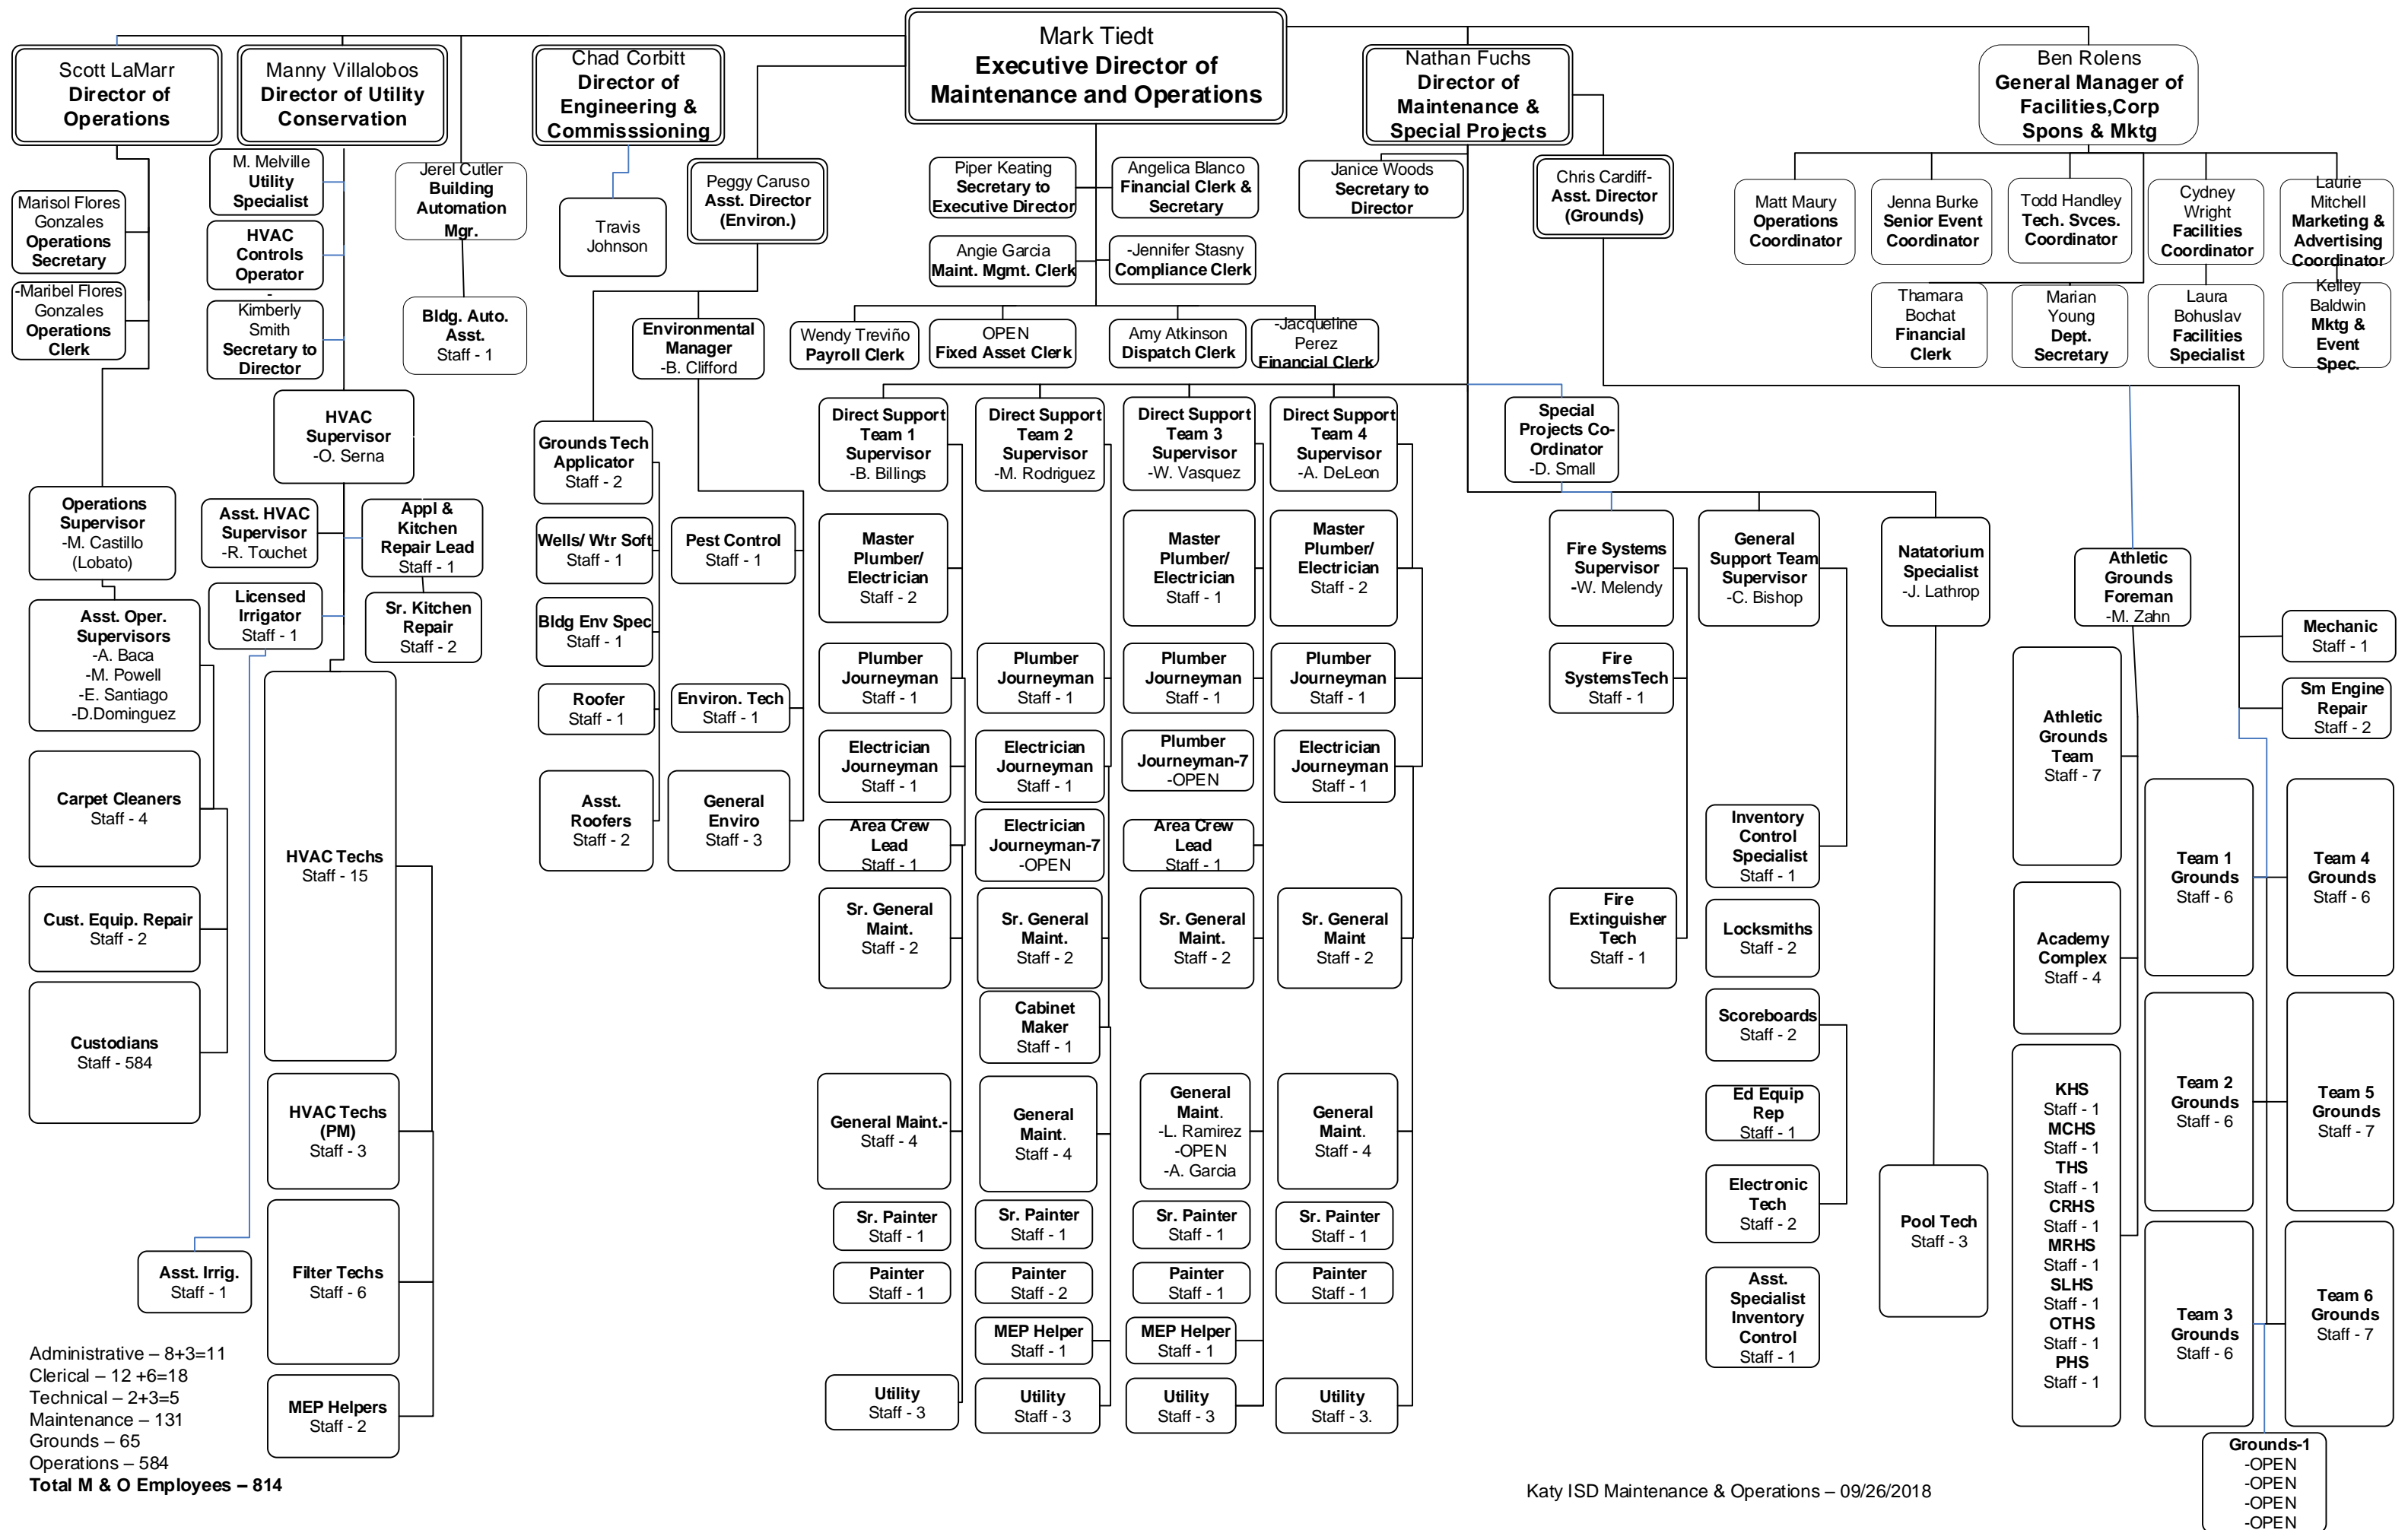 Mark Tiedt
Executive Director of
Maintenance and Operations
Scott LaMarr
Director of
Operations
Manny Villalobos
Director of Utility
Conservation
Chad Corbitt
Director of
Engineering &
Commisssioning
Nathan Fuchs
Director of
Maintenance &
Special Projects
Ben Rolens
General Manager of
Facilities,Corp
Spons & Mktg
Marisol Flores
Gonzales
Operations
Secretary
-Maribel Flores
Gonzales
Operations
Clerk
M. Melville
Utility
Specialist
HVAC
Controls
Operator
-
Kimberly
Smith
Secretary to
Director
Jerel Cutler
Building
Automation
Mgr.
Bldg. Auto.
Asst.
Staff - 1
Travis
Johnson
Peggy Caruso
Asst. Director
(Environ.)
Piper Keating
Secretary to
Executive Director
Angelica Blanco
Financial Clerk &
Secretary
Angie Garcia
Maint. Mgmt. Clerk
-Jennifer Stasny
Compliance Clerk
Wendy Treviño
Payroll Clerk
OPEN
Fixed Asset Clerk
Amy Atkinson
Dispatch Clerk
-Jacqueline
Perez
Financial Clerk
Janice Woods
Secretary to
Director
Chris Cardiff-
Asst. Director
(Grounds)
Matt Maury
Operations
Coordinator
Jenna Burke
Senior Event
Coordinator
Todd Handley
Tech. Svces.
Coordinator
Cydney
Wright
Facilities
Coordinator
Laurie
Mitchell
Marketing &
Advertising
Coordinator
Thamara
Bochat
Financial
Clerk
Marian
Young
Dept.
Secretary
Laura
Bohuslav
Facilities
Specialist
Kelley
Baldwin
Mktg &
Event
Spec.
Operations
Supervisor
-M. Castillo
(Lobato)
Asst. Oper.
Supervisors
-A. Baca
-M. Powell
-E. Santiago
-D.Dominguez
Carpet Cleaners
Staff - 4
Cust. Equip. Repair
Staff - 2
Custodians
Staff - 584
HVAC
Supervisor
-O. Serna
Asst. HVAC
Supervisor
-R. Touchet
Appl &
Kitchen
Repair Lead
Staff - 1
Licensed
Irrigator
Staff - 1
Sr. Kitchen
Repair
Staff - 2
HVAC Techs
Staff - 15
HVAC Techs
(PM)
Staff - 3
Filter Techs
Staff - 6
MEP Helpers
Staff - 2
Asst. Irrig.
Staff - 1
Environmental
Manager
-B. Clifford
Grounds Tech
Applicator
Staff - 2
Wells/ Wtr Soft
Staff - 1
Bldg Env Spec
Staff - 1
Roofer
Staff - 1
Asst.
Roofers
Staff - 2
Pest Control
Staff - 1
Environ. Tech
Staff - 1
General
Enviro
Staff - 3
Direct Support
Team 1
Supervisor
-B. Billings
Master
Plumber/
Electrician
Staff - 2
Plumber
Journeyman
Staff - 1
Electrician
Journeyman
Staff - 1
Area Crew
Lead
Staff - 1
Sr. General
Maint.
Staff - 2
General Maint.-
Staff - 4
Sr. Painter
Staff - 1
Painter
Staff - 1
Utility
Staff - 3
Direct Support
Team 2
Supervisor
-M. Rodriguez
Plumber
Journeyman
Staff - 1
Electrician
Journeyman
Staff - 1
Electrician
Journeyman-7
-OPEN
Sr. General
Maint.
Staff - 2
Cabinet
Maker
Staff - 1
General
Maint.
Staff - 4
Sr. Painter
Staff - 1
Painter
Staff - 2
MEP Helper
Staff - 1
Utility
Staff - 3
Direct Support
Team 3
Supervisor
-W. Vasquez
Master
Plumber/
Electrician
Staff - 1
Plumber
Journeyman
Staff - 1
Plumber
Journeyman-7
-OPEN
Area Crew
Lead
Staff - 1
Sr. General
Maint.
Staff - 2
General
Maint.
-L. Ramirez
-OPEN
-A. Garcia
Sr. Painter
Staff - 1
Painter
Staff - 1
MEP Helper
Staff - 1
Utility
Staff - 3
Direct Support
Team 4
Supervisor
-A. DeLeon
Master
Plumber/
Electrician
Staff - 2
Plumber
Journeyman
Staff - 1
Electrician
Journeyman
Staff - 1
Sr. General
Maint
Staff - 2
General
Maint.
Staff - 4
Sr. Painter
Staff - 1
Painter
Staff - 1
Utility
Staff - 3.
Special
Projects Co-
Ordinator
-D. Small
Fire Systems
Supervisor
-W. Melendy
Fire
SystemsTech
Staff - 1
Fire
Extinguisher
Tech
Staff - 1
General
Support Team
Supervisor
-C. Bishop
Inventory
Control
Specialist
Staff - 1
Locksmiths
Staff - 2
Scoreboards
Staff - 2
Ed Equip
Rep
Staff - 1
Electronic
Tech
Staff - 2
Asst.
Specialist
Inventory
Control
Staff - 1
Natatorium
Specialist
-J. Lathrop
Pool Tech
Staff - 3
Athletic
Grounds
Foreman
-M. Zahn
Athletic
Grounds
Team
Staff - 7
Academy
Complex
Staff - 4
KHS
Staff - 1
MCHS
Staff - 1
THS
Staff - 1
CRHS
Staff - 1
MRHS
Staff - 1
SLHS
Staff - 1
OTHS
Staff - 1
PHS
Staff - 1
Mechanic
Staff - 1
Sm Engine
Repair
Staff - 2
Team 1
Grounds
Staff - 6
Team 4
Grounds
Staff - 6
Team 2
Grounds
Staff - 6
Team 5
Grounds
Staff - 7
Team 3
Grounds
Staff - 6
Team 6
Grounds
Staff - 7
Grounds-1
-OPEN
-OPEN
-OPEN
-OPEN
Administrative – 8+3=11
Clerical – 12 +6=18
Technical – 2+3=5
Maintenance – 131
Grounds – 65
Operations – 584
Total M & O Employees – 814
Katy ISD Maintenance & Operations – 09/26/2018